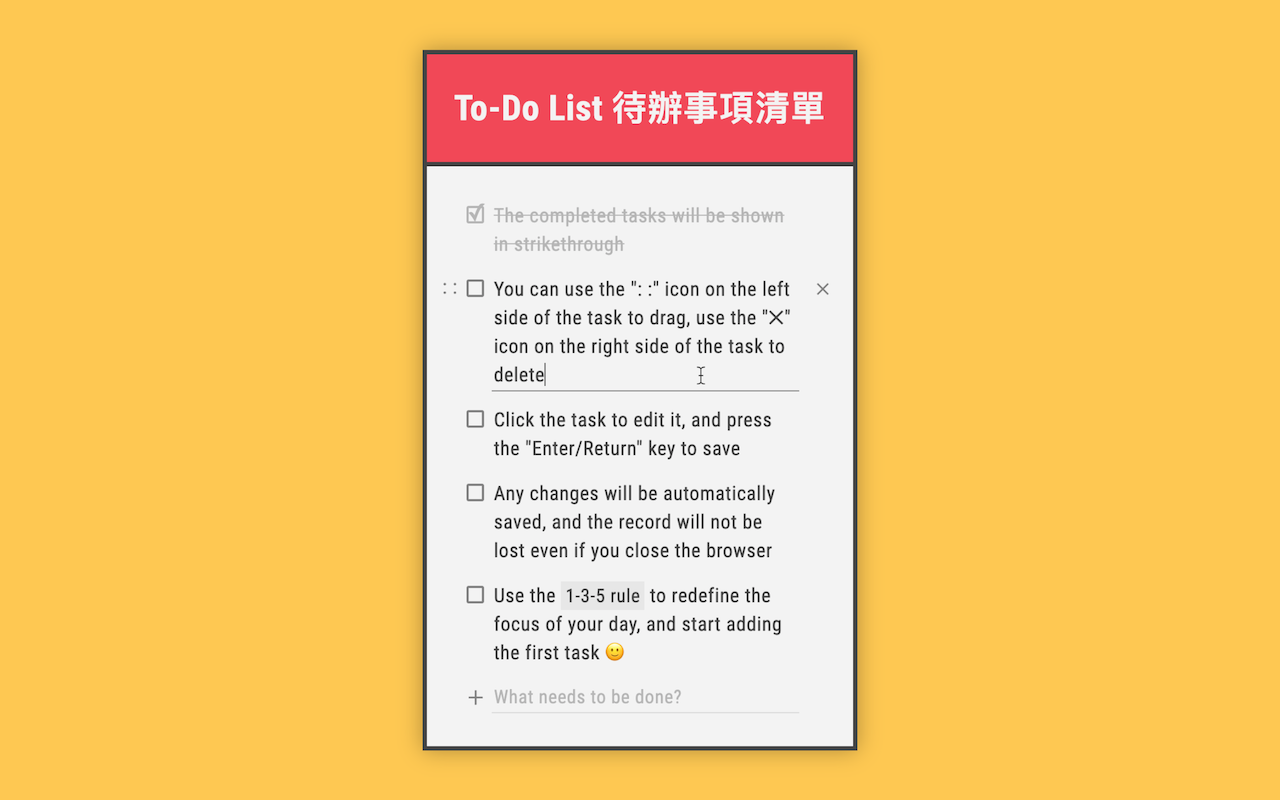 To-Do List 待辦事項清單
The completed tasks will be shown
in strikethrough
You can use the ": :" icon on the left
side of the task to drag, use the "✕"
icon on the right side of the task to
delete
Click the task to edit it, and press
the "Enter/Return" key to save
Any changes will be automatically
saved, and the record will not be
lost even if you close the browser
Use the 1-3-5 rule to redefine the
focus of your day, and start adding
the first task 🙂
What needs to be done?